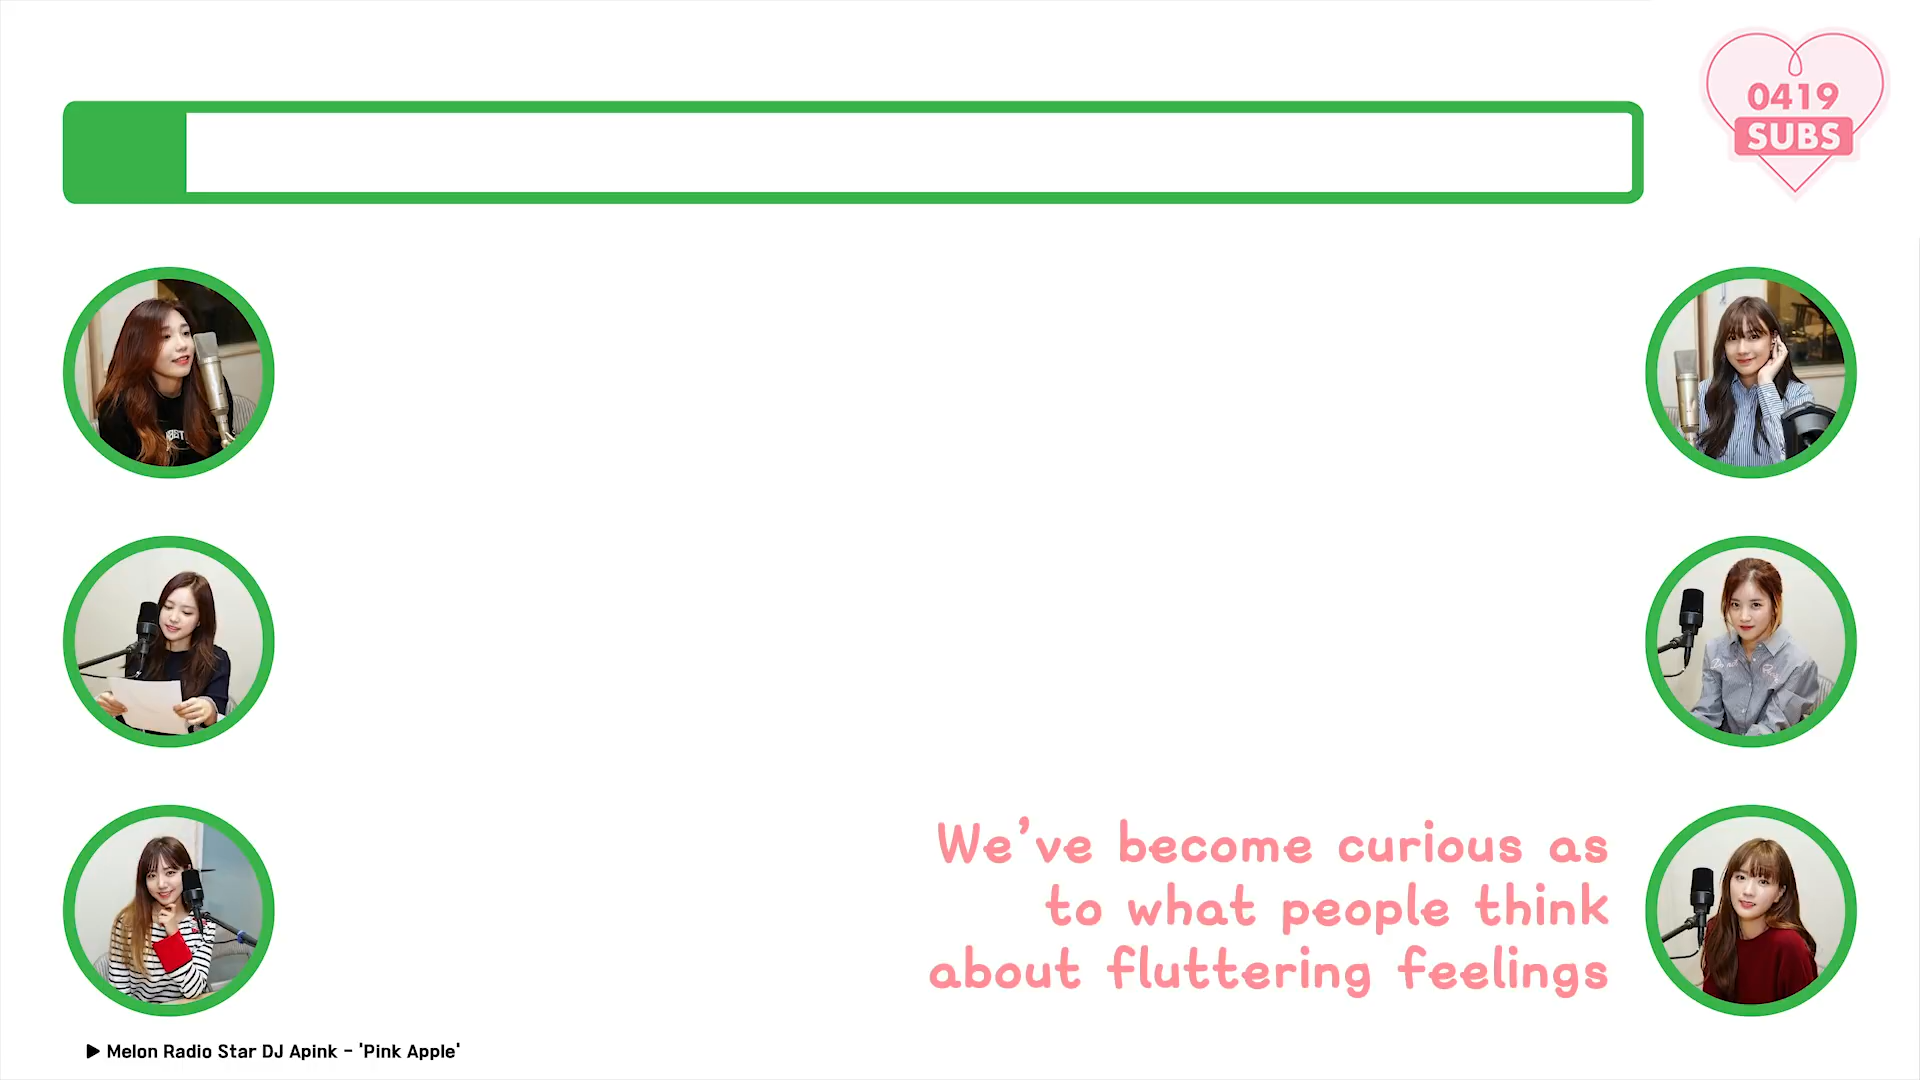 0419
SUBS
We've become curious as
to what people think
about fluttering feelings
▶ Melon Radio Star DJ Apink - 'Pink Apple'